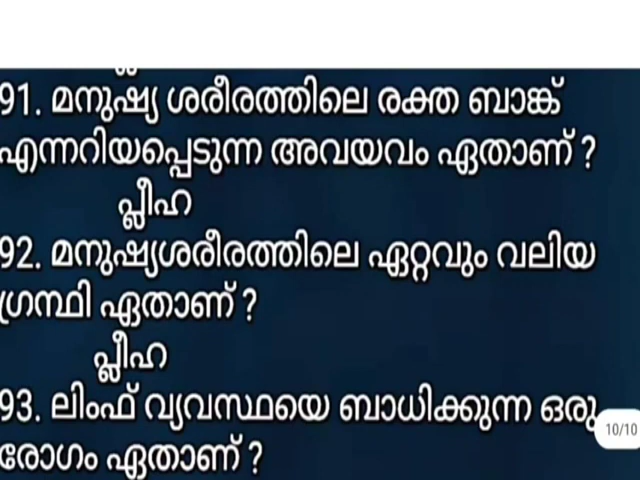 91. മനുഷ്യ ശരീരത്തിലെ രക്ത ബാങ്ക്
എന്നറിയപ്പെടുന്ന അവയവം ഏതാണ് ?
പ്ലീഹ
92. മനുഷ്യശരീരത്തിലെ ഏറ്റവും വലിയ
ഗ്രന്ഥി ഏതാണ് ?
പ്ലീഹ
93. ലിംഫ് വ്യവസ്ഥയെ ബാധിക്കുന്ന ഒരു
10/10
രോഗം ഏതാണ് ?